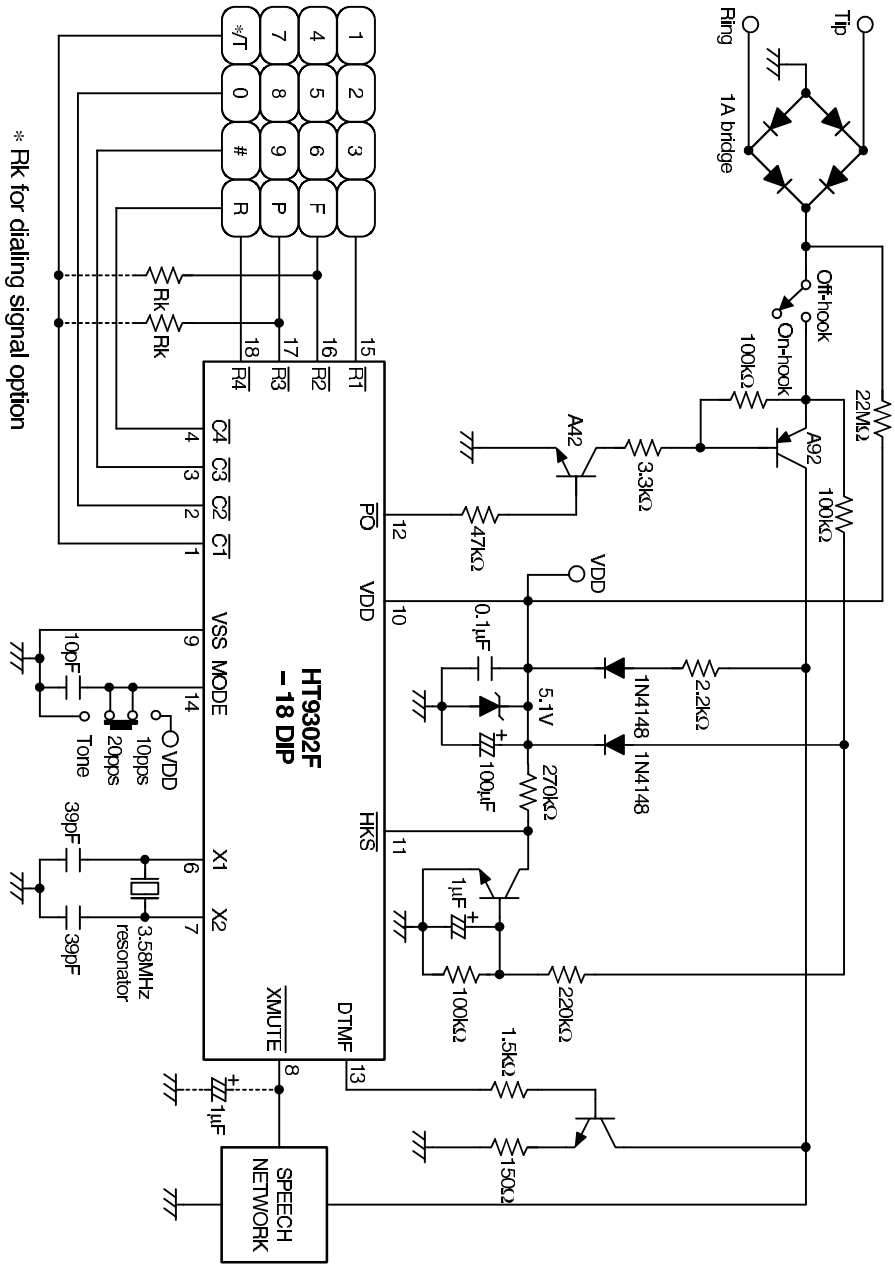 Tip
Ring
1A bridge
Off-hook
On-hook
22MΩ
100kΩ
A92
100kΩ
3.3kΩ
A42
47kΩ
VDD
2.2kΩ
1N4148
1N4148
0.1μF
5.1V
+
100μF
270kΩ
1μF
+
220kΩ
100kΩ
1.5kΩ
150Ω
1
2
3
4
5
6
F
7
8
9
P
*/T
0
#
R
Rk
Rk
15
16
17
18
R1
R2
R3
R4
C4
C3
C2
C1
4
3
2
1
PO
12
VDD
10
HKS
11
VSS
9
MODE
14
X1
6
X2
7
DTMF
13
XMUTE
8
HT9302F
– 18 DIP
10pF
VDD
10pps
20pps
Tone
39pF
39pF
3.58MHz
resonator
+
1μF
SPEECH
NETWORK
* Rk for dialing signal option